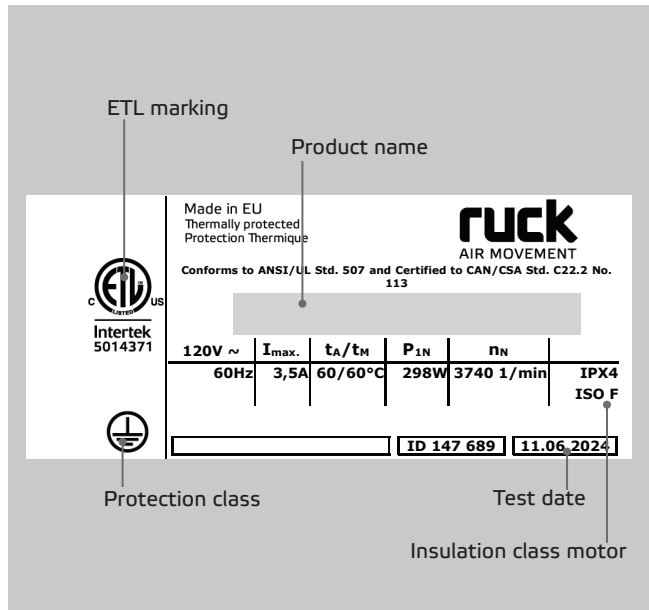 ETL marking
Product name
Made in EU
Thermally protected
Protection Thermique
ruck
AIR MOVEMENT
Conforms to ANSI/UL Std. 507 and Certified to CAN/CSA Std. C22.2 No.
113
ETL
CM
LISTED
C US
Intertek
5014371
120V ~ Imax. tA/tM P1N nN
60Hz 3,5A 60/60°C 298W 3740 1/min IPX4
ISO F
ID 147 689 11.06.2024
Protection class
Test date
Insulation class motor